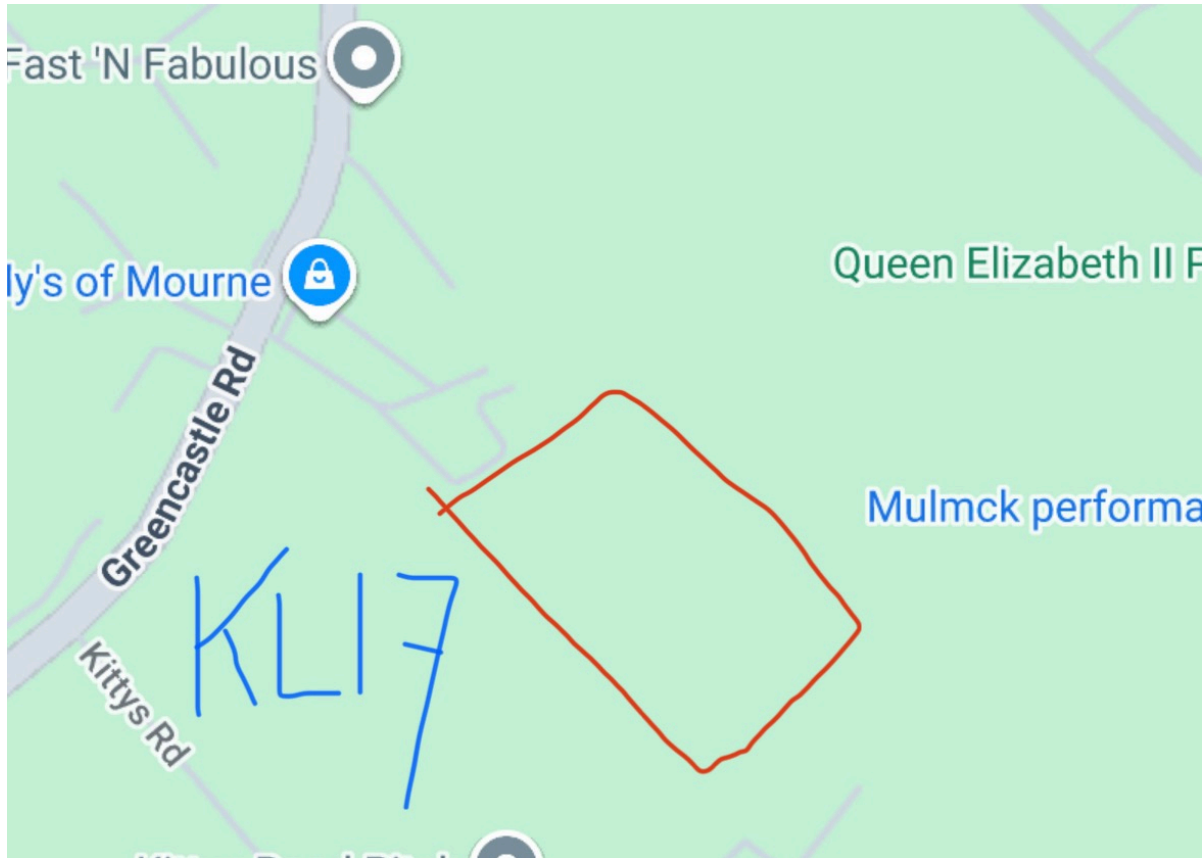 Fast 'N Fabulous
Queen Elizabeth II
ly's of Mourne
Greencastle Rd
Mulmck performa
KL17
Kittys Rd